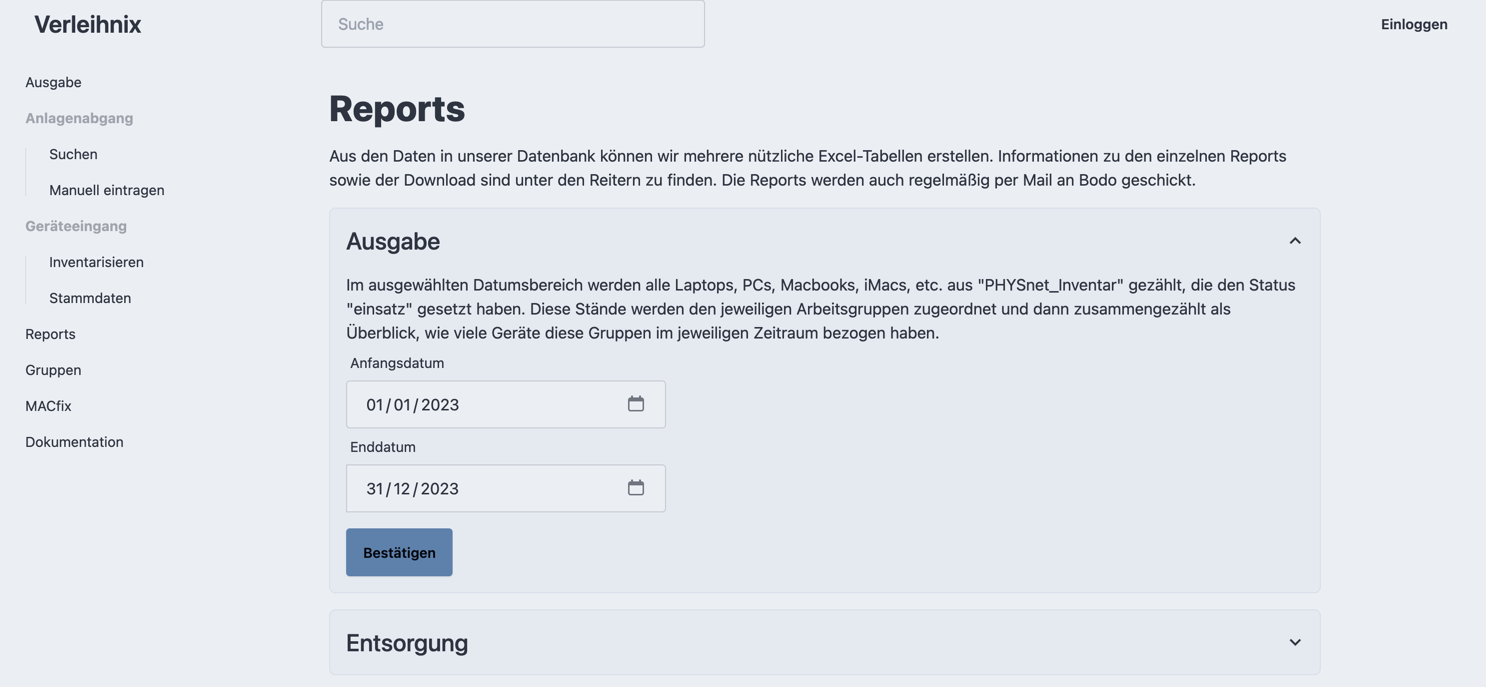 Verleihnix
Suche
Einloggen
Ausgabe
Anlagenabgang
Suchen
Manuell eintragen
Geräteeingang
Inventarisieren
Stammdaten
Reports
Gruppen
MACfix
Dokumentation
Reports
Aus den Daten in unserer Datenbank können wir mehrere nützliche Excel-Tabellen erstellen. Informationen zu den einzelnen Reports
sowie der Download sind unter den Reitern zu finden. Die Reports werden auch regelmäßig per Mail an Bodo geschickt.
Ausgabe
Im ausgewählten Datumsbereich werden alle Laptops, PCs, Macbooks, iMacs, etc. aus "PHYSnet_Inventar" gezählt, die den Status
"einsatz" gesetzt haben. Diese Stände werden den jeweiligen Arbeitsgruppen zugeordnet und dann zusammengezählt als
Überblick, wie viele Geräte diese Gruppen im jeweiligen Zeitraum bezogen haben.
Anfangsdatum
01/01/2023
Enddatum
31/12/2023
Bestätigen
Entsorgung